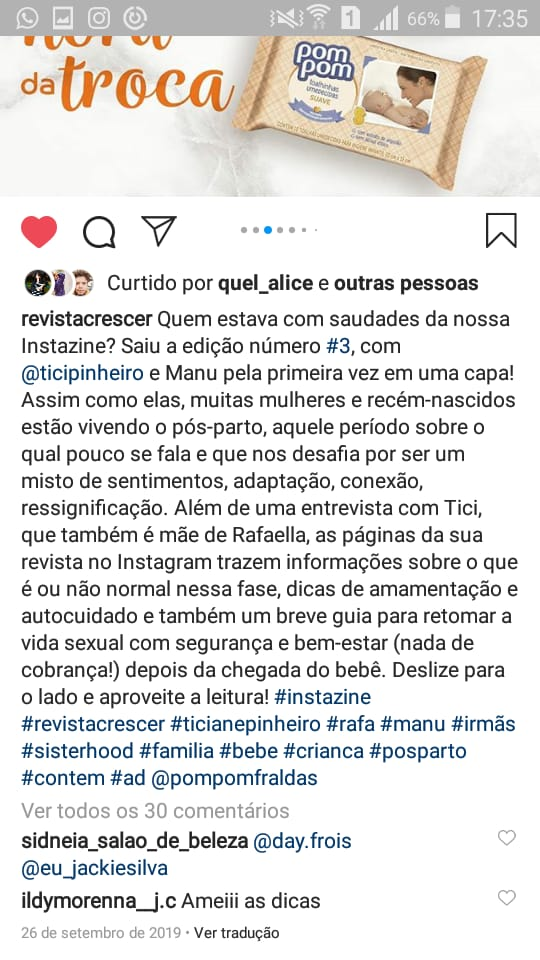 66% 17:35
hora
da troca
pom
pom
toalhinhas
umedecidas
SUAVE
Curtido por quel_alice e outras pessoas
revistacrescer Quem estava com saudades da nossa
Instazine? Saiu a edição número #3, com
@ticipinheiro e Manu pela primeira vez em uma capa!
Assim como elas, muitas mulheres e recém-nascidos
estão vivendo o pós-parto, aquele período sobre o
qual pouco se fala e que nos desafia por ser um
misto de sentimentos, adaptação, conexão,
ressignificação. Além de uma entrevista com Tici,
que também é mãe de Rafaella, as páginas da sua
revista no Instagram trazem informações sobre o que
é ou não normal nessa fase, dicas de amamentação e
autocuidado e também um breve guia para retomar a
vida sexual com segurança e bem-estar (nada de
cobrança!) depois da chegada do bebê. Deslize para
o lado e aproveite a leitura! #instazine
#revistacrescer #ticianepinheiro #rafa #manu #irmãs
#sisterhood #familia #bebe #crianca #posparto
#contem #ad @pompomfraldas
Ver todos os 30 comentários
sidneia_salao_de_beleza @day.frois
@eu_jackiesilva
ildymorenna__j.c Ameiii as dicas
26 de setembro de 2019 • Ver tradução